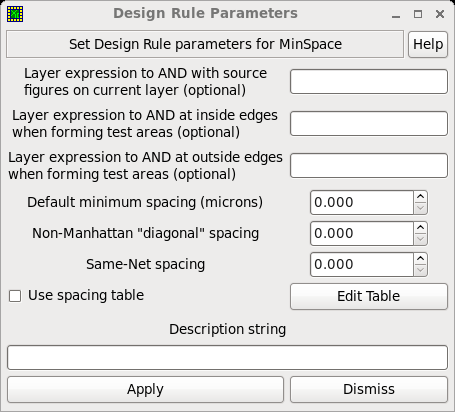 Design Rule Parameters
Set Design Rule parameters for MinSpace
Help
Layer expression to AND with source
figures on current layer (optional)
Layer expression to AND at inside edges
when forming test areas (optional)
Layer expression to AND at outside edges
when forming test areas (optional)
Default minimum spacing (microns)
0.000
Non-Manhattan "diagonal" spacing
0.000
Same-Net spacing
0.000
Use spacing table
Edit Table
Description string
Apply
Dismiss